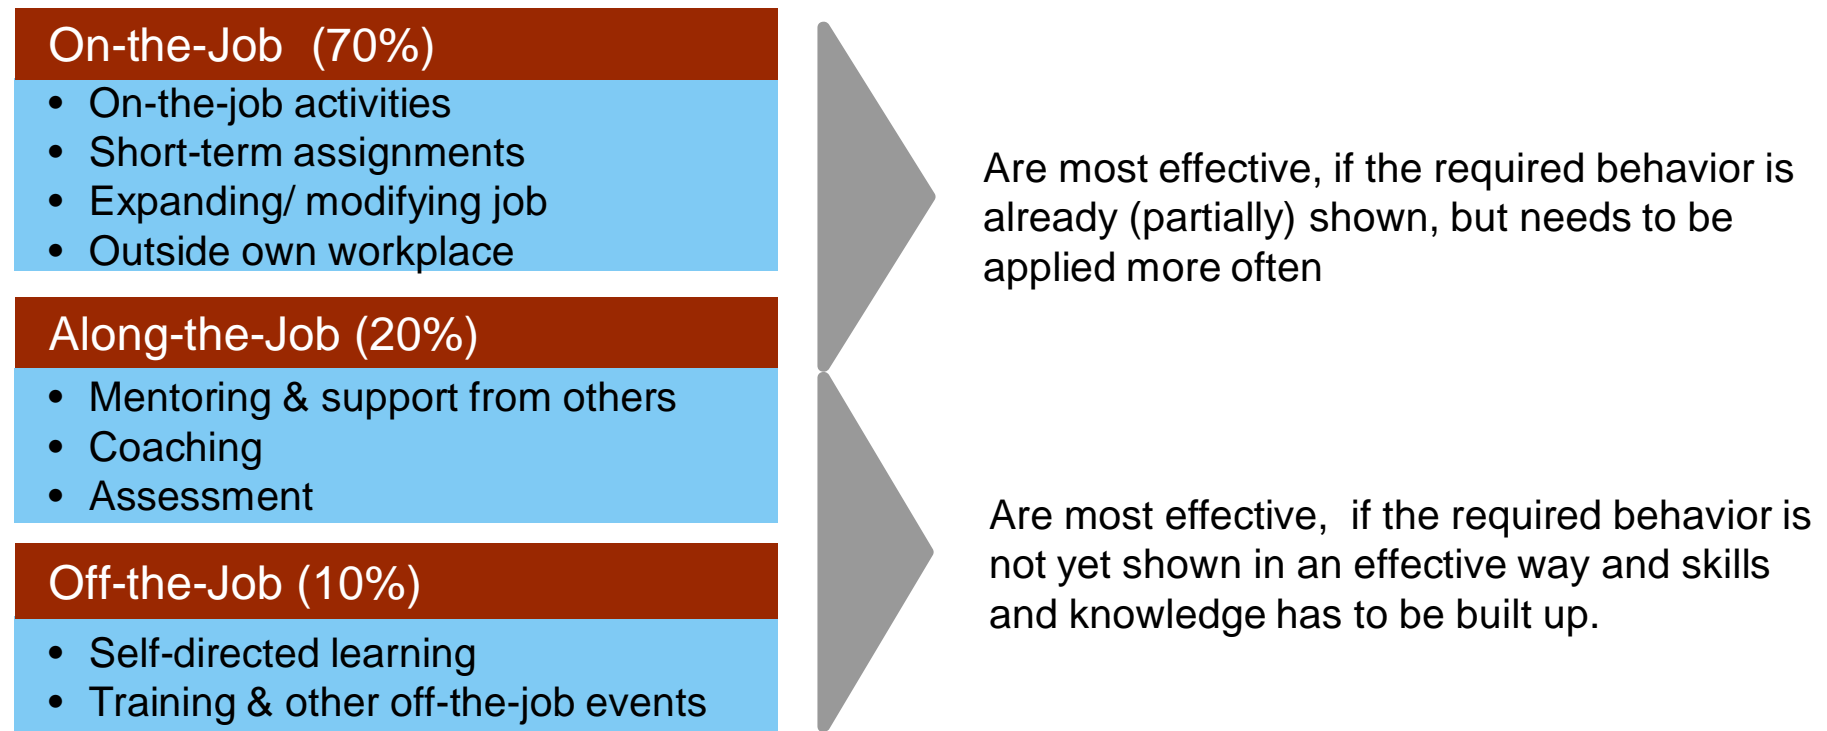 On-the-Job (70%)
• On-the-job activities
• Short-term assignments
• Expanding/ modifying job
• Outside own workplace
Are most effective, if the required behavior is
already (partially) shown, but needs to be
applied more often
Along-the-Job (20%)
• Mentoring & support from others
• Coaching
• Assessment
Off-the-Job (10%)
• Self-directed learning
• Training & other off-the-job events
Are most effective, if the required behavior is
not yet shown in an effective way and skills
and knowledge has to be built up.